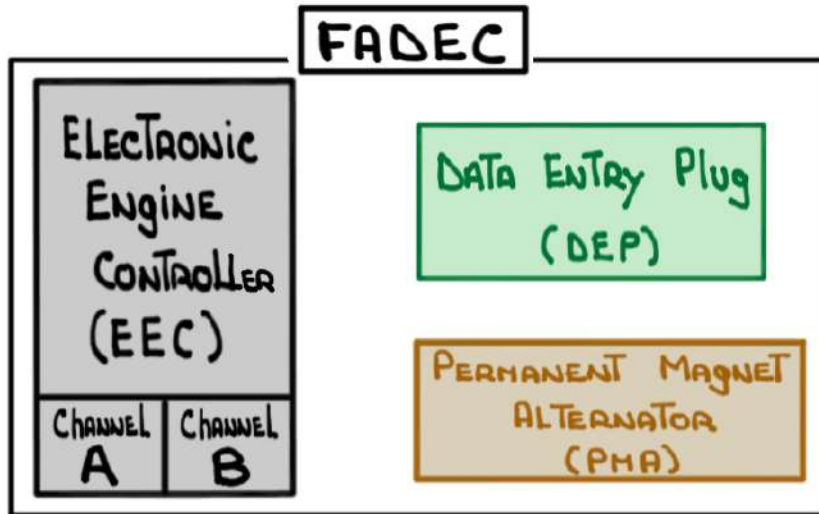 FADEC
ELECTRONIC
ENGINE
CONTROLLER
(EEC)
CHANNEL
A
CHANNEL
B
DATA ENTRY Plug
(DEP)
PERMANENT MAGNET
ALTERNATOR
(PMA)